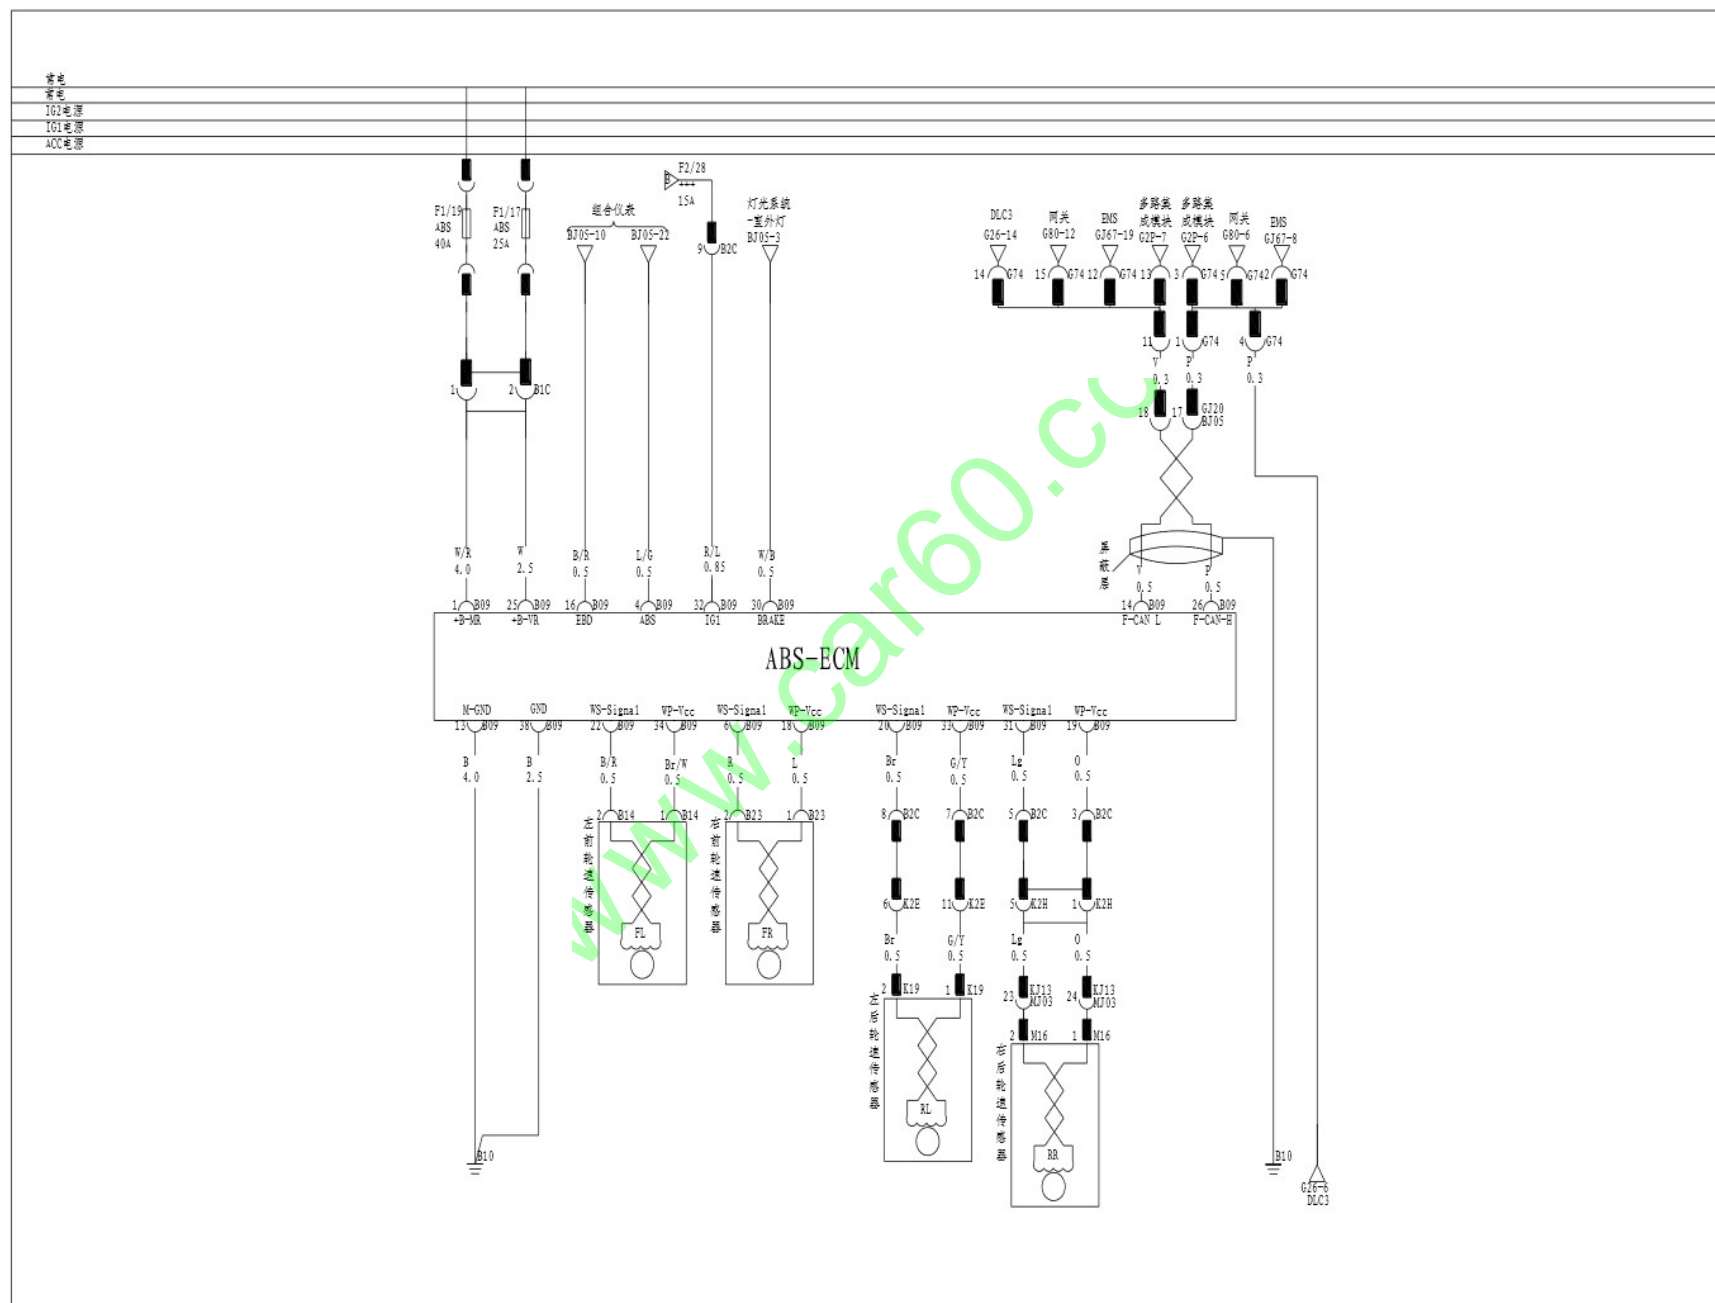 常电
常电
IG2电源
IG1电源
ACC电源
F1/19
ABS
40A
F1/17
ABS
25A
组合仪表
BJ05-10
BJ05-22
B
F2/28
15A
9 B2C
灯光系统
-室外灯
BJ05-3
DLC3
G26-14
网关
G80-12
EMS
GJ67-19
多路集
成模块
G2P-7
多路集
成模块
G2P-6
网关
G80-6
EMS
GJ67-8
14 G74
15 G74
12 G74
13
3 G74
5 G74
2 G74
11
1 G74
4 G74
V
0.3
P
0.3
P
0.3
18
17 GJ20
BJ05
1
2 B1C
W/R
4.0
W
2.5
B/R
0.5
L/G
0.5
R/L
0.85
W/B
0.5
屏蔽层
V
0.5
P
0.5
1 B09
25 B09
16 B09
4 B09
32 B09
30 B09
14 B09
26 B09
+B-MR
+B-VR
EBD
ABS
IG1
BRAKE
F-CAN L
F-CAN-H
ABS-ECM
M-GND
GND
WS-Signal
WP-Vcc
WS-Signal
WP-Vcc
WS-Signal
WP-Vcc
WS-Signal
WP-Vcc
13 B09
38 B09
22 B09
34 B09
6 B09
18 B09
20 B09
33 B09
31 B09
19 B09
B
4.0
B
2.5
B/R
0.5
Br/W
0.5
R
0.5
L
0.5
Br
0.5
G/Y
0.5
Lg
0.5
O
0.5
2 B14
1 B14
2 B23
1 B23
8 B2C
7 B2C
5 B2C
3 B2C
左前轮速传感器
FL
右前轮速传感器
FR
6 K2E
11 K2E
5 K2H
1 K2H
Br
0.5
G/Y
0.5
Lg
0.5
O
0.5
2 K19
1 K19
23 KJ13
MJ03
24 KJ13
MJ03
2 M16
1 M16
左后轮速传感器
RL
右后轮速传感器
RR
B10
B10
G26-6
DLC3
www.car60.co